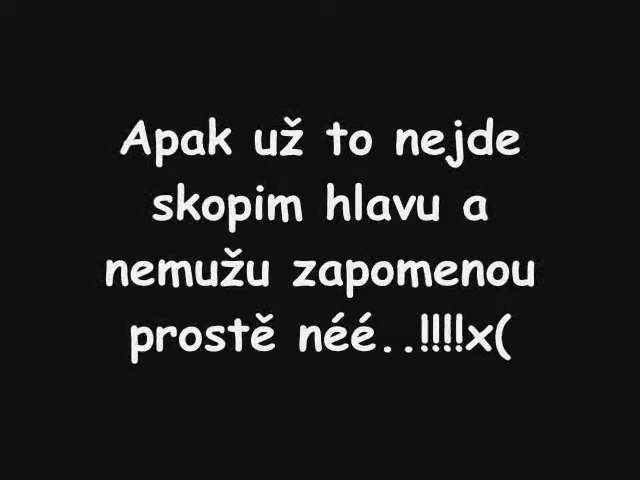 Apak už to nejde
skopim hlavu a
nemužu zapomenou
prostě néé..!!!!x(